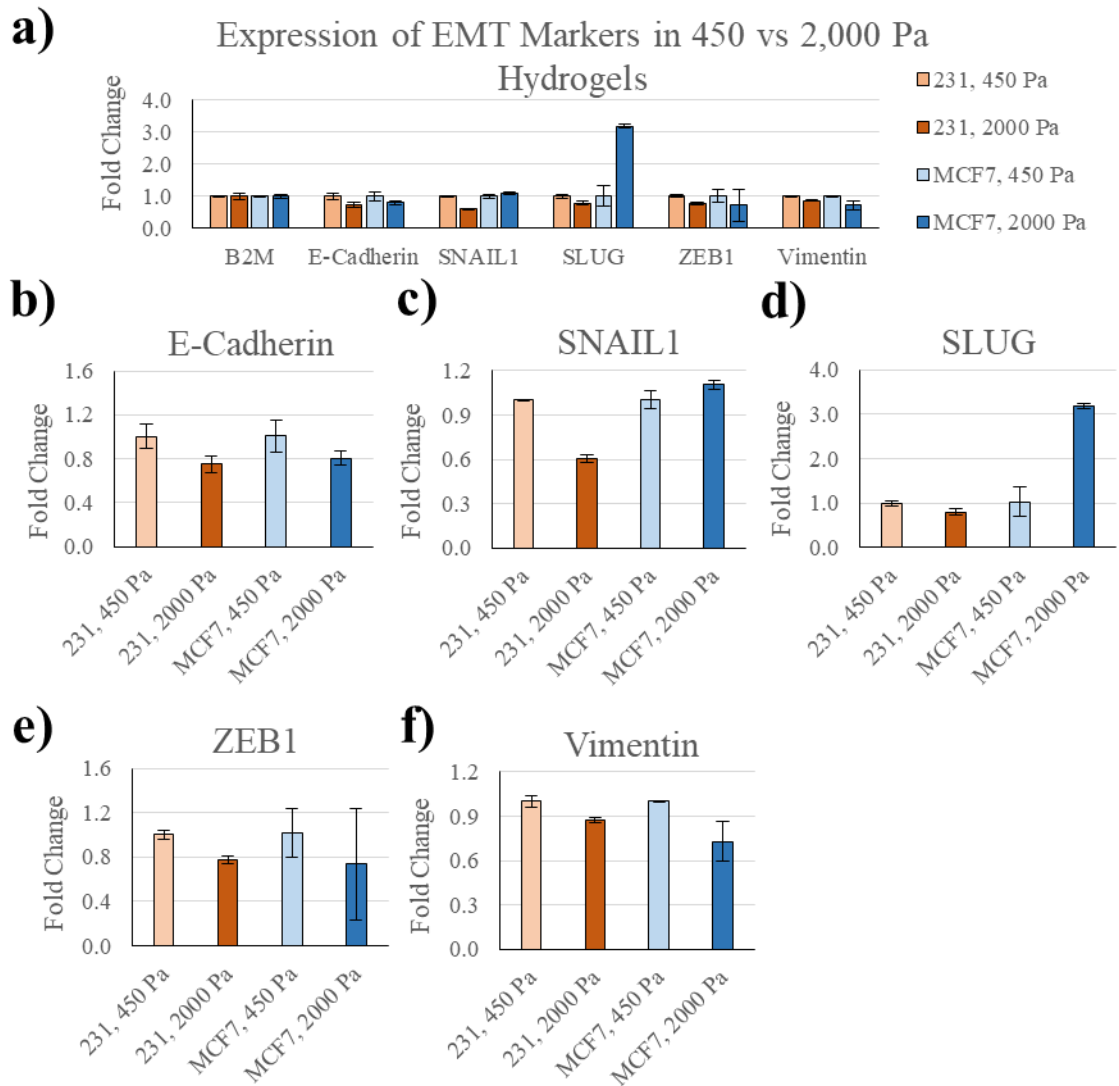 a)
Expression of EMT Markers in 450 vs 2,000 Pa
Hydrogels
Fold Change
4.0
3.0
2.0
1.0
0.0
B2M E-Cadherin SNAIL1 SLUG ZEB1 Vimentin
231, 450 Pa
231, 2000 Pa
MCF7, 450 Pa
MCF7, 2000 Pa
b)
E-Cadherin
Fold Change
1.6
1.2
0.8
0.4
0.0
231, 450 Pa
231, 2000 Pa
MCF7, 450 Pa
MCF7, 2000 Pa
c)
SNAIL1
Fold Change
1.2
0.9
0.6
0.3
0.0
231, 450 Pa
231, 2000 Pa
MCF7, 450 Pa
MCF7, 2000 Pa
d)
SLUG
Fold Change
4.0
3.0
2.0
1.0
0.0
231, 450 Pa
231, 2000 Pa
MCF7, 450 Pa
MCF7, 2000 Pa
e)
ZEB1
Fold Change
1.6
1.2
0.8
0.4
0.0
231, 450 Pa
231, 2000 Pa
MCF7, 450 Pa
MCF7, 2000 Pa
f)
Vimentin
Fold Change
1.2
0.9
0.6
0.3
0.0
231, 450 Pa
231, 2000 Pa
MCF7, 450 Pa
MCF7, 2000 Pa